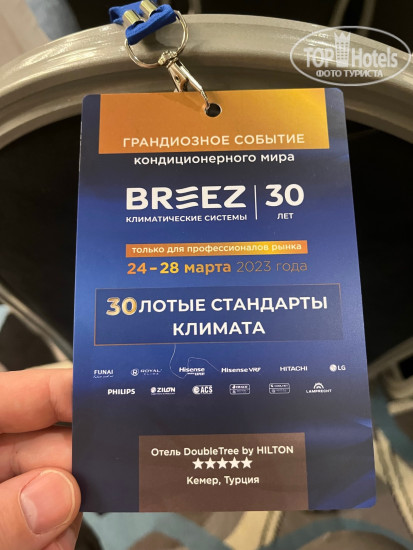 TOP Hotels
ФОТО ТУРИСТА
ГРАНДИОЗНОЕ СОБЫТИЕ
кондиционерного мира
BREEZ 30
КЛИМАТИЧЕСКИЕ СИСТЕМЫ ЛЕТ
только для профессионалов рынка
24–28 марта 2023 года
30ЛОТЫЕ СТАНДАРТЫ
КЛИМАТА
FUNAI ROYAL Hisense Hisense VRF HITACHI LG
PHILIPS ZILON ACS LAMPRECHT
Отель DoubleTree by HILTON
Кемер, Турция